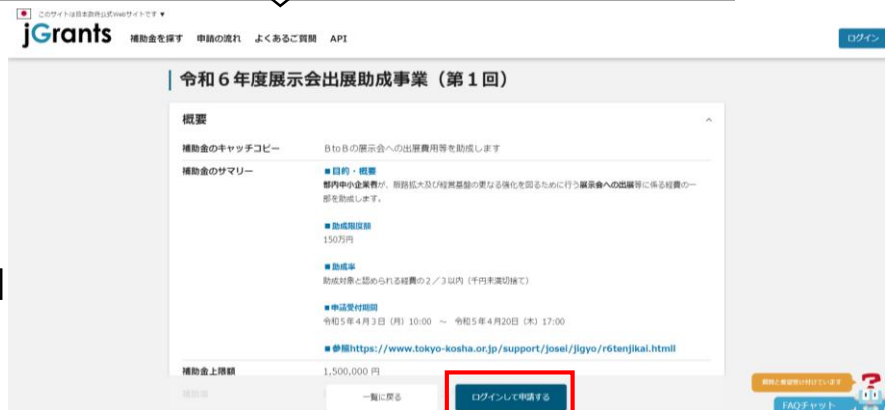 このサイトは日本政府公式Webサイトです ▼
jGrants 補助金を探す 申請の流れ よくあるご質問 API ログイン
令和６年度展示会出展助成事業（第１回）
概要
補助金のキャッチコピー BtoBの展示会への出展費用等を助成します
補助金のサマリー ■目的・概要
都内中小企業者が、販路拡大及び経営基盤の更なる強化を図るために行う展示会への出展等に係る経費の一
部を助成します。
■助成限度額
150万円
■助成率
助成対象と認められる経費の２／３以内（千円未満切捨て）
■申請受付期間
令和５年４月３日（月）10:00 ～ 令和５年４月20日（木）17:00
■参照https://www.tokyo-kosha.or.jp/support/josei/jigyo/r6tenjikai.htmll
補助金上限額 1,500,000 円
一覧に戻る ログインして申請する
質問と要望受け付けています
FAQチャット